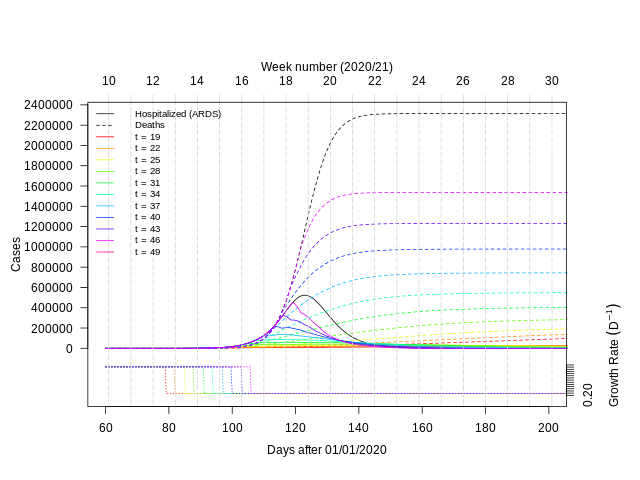 Week number (2020/21)
10 12 14 15 16 18 20 22 24 26 28 30
2400000
2200000
2000000
1800000
1600000
1400000
1200000
1000000
800000
600000
400000
200000
0
Cases
Hospitalized (ARDS)
Deaths
t = 19
t = 22
t = 25
t = 28
t = 31
t = 34
t = 37
t = 40
t = 43
t = 46
t = 49
0.20
Growth Rate (D⁻¹)
60 80 100 120 140 160 180 200
Days after 01/01/2020